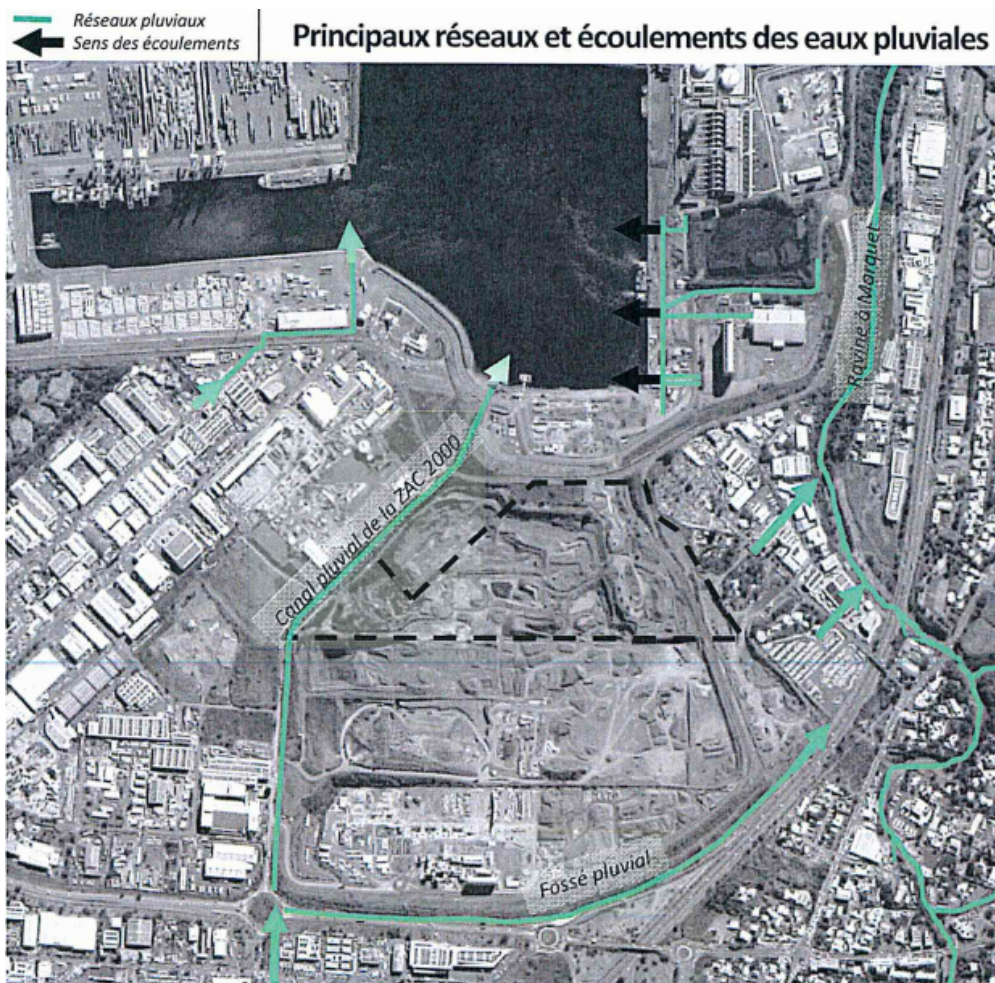 Réseaux pluviaux
Sens des écoulements
Principaux réseaux et écoulements des eaux pluviales
Ravine à Marquet
Canal pluvial de la ZAC 2000
Fossé pluvial